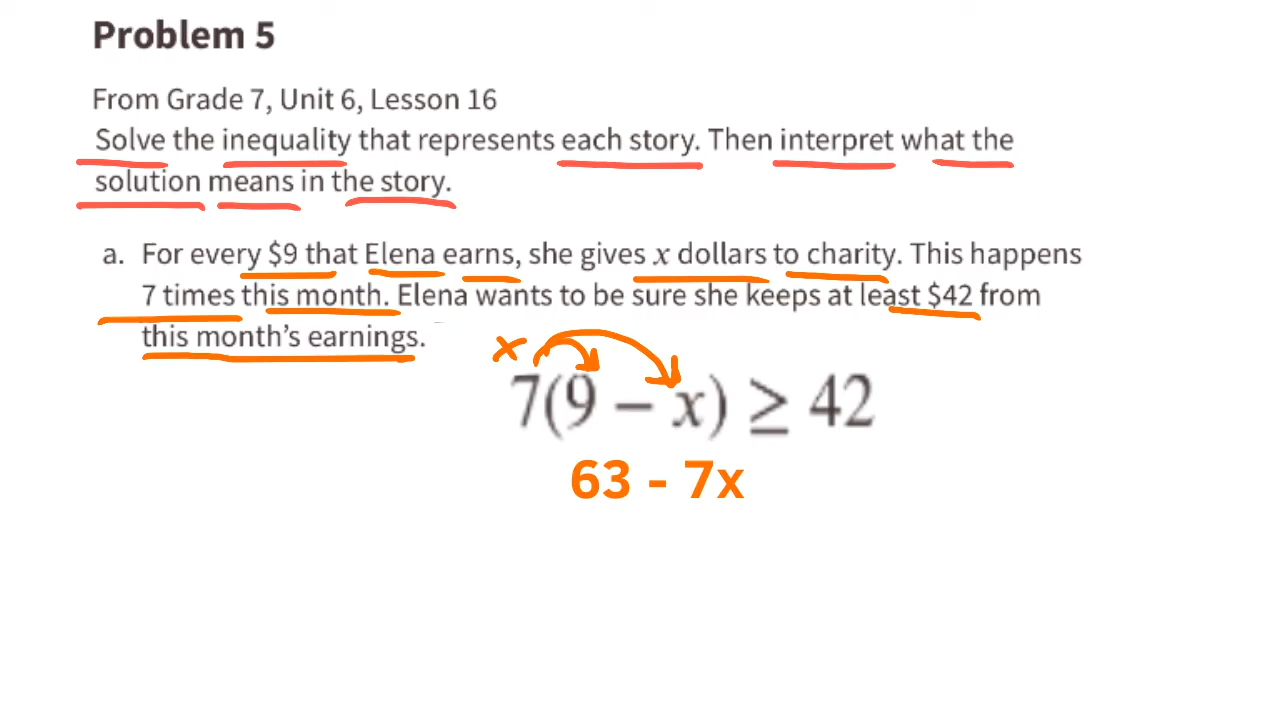 Problem 5
From Grade 7, Unit 6, Lesson 16
Solve the inequality that represents each story. Then interpret what the
solution means in the story.
a. For every $9 that Elena earns, she gives x dollars to charity. This happens
7 times this month. Elena wants to be sure she keeps at least $42 from
this month's earnings.
x
7(9 − x) ≥ 42
63 - 7x